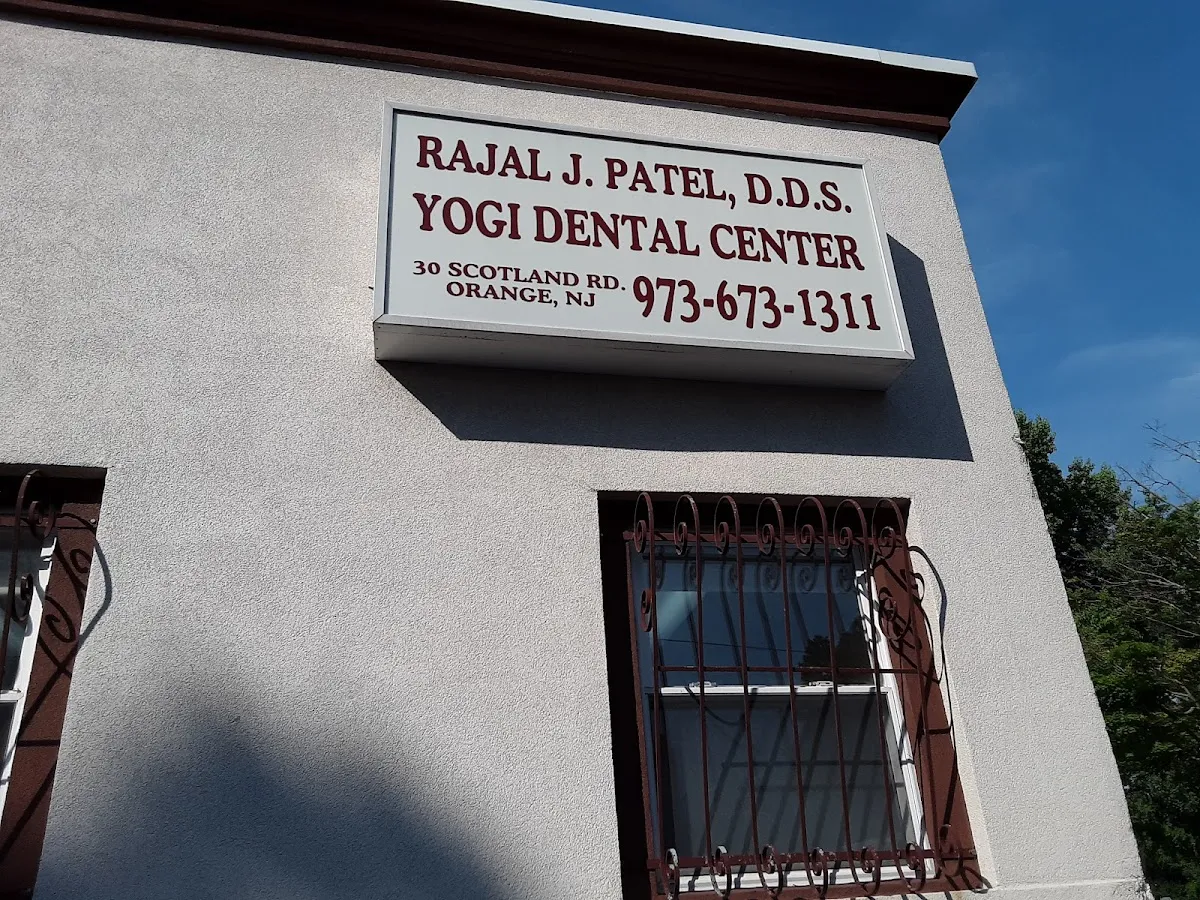 RAJAL J. PATEL, D.D.S.
YOGI DENTAL CENTER
30 SCOTLAND RD.
ORANGE, NJ
973-673-1311